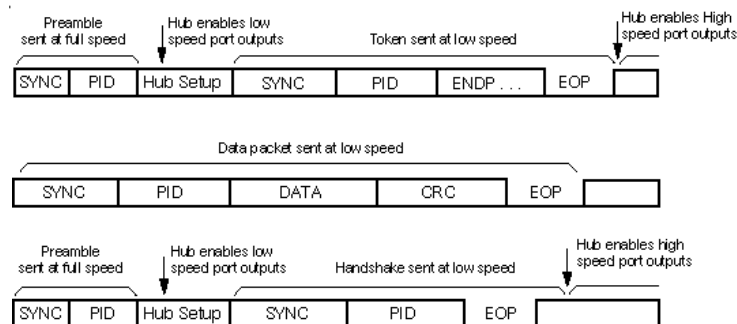 Preamble
sent at full speed
Hub enables low
speed port outputs
Token sent at low speed
Hub enables High
speed port outputs
SYNC PID Hub Setup SYNC PID ENDP . . . EOP
Data packet sent at low speed
SYNC PID DATA CRC EOP
Preamble
sent at full speed
Hub enables low
speed port outputs
Handshake sent at low speed
Hub enables high
speed port outputs
SYNC PID Hub Setup SYNC PID EOP